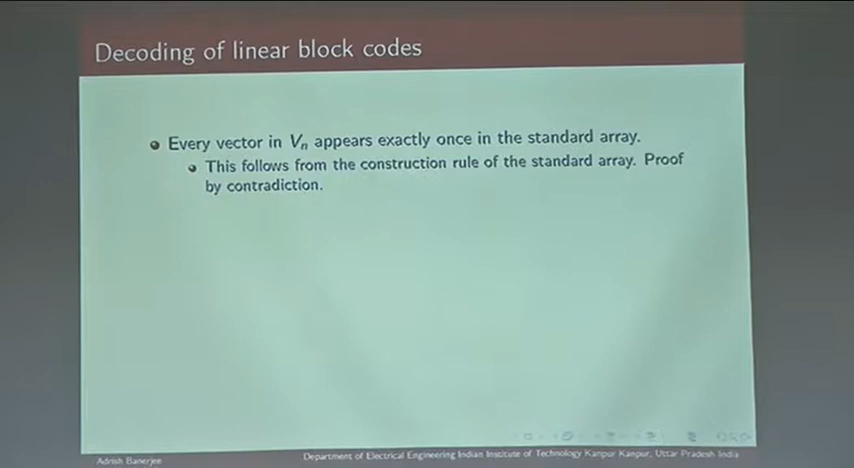 Decoding of linear block codes
Every vector in Vn appears exactly once in the standard array.
This follows from the construction rule of the standard array. Proof
by contradiction.
Adrish Banerjee
Department of Electrical Engineering Indian Institute of Technology Kanpur Kanpur, Uttar Pradesh India